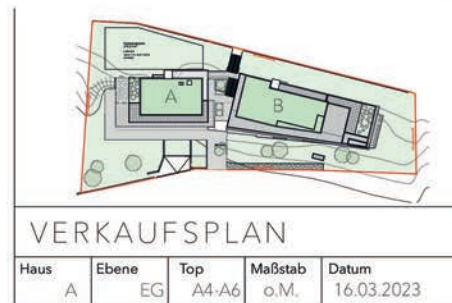 A
B
VERKAUFSPLAN
Haus Ebene Top Maßstab Datum
A EG A4-A6 o.M. 16.03.2023